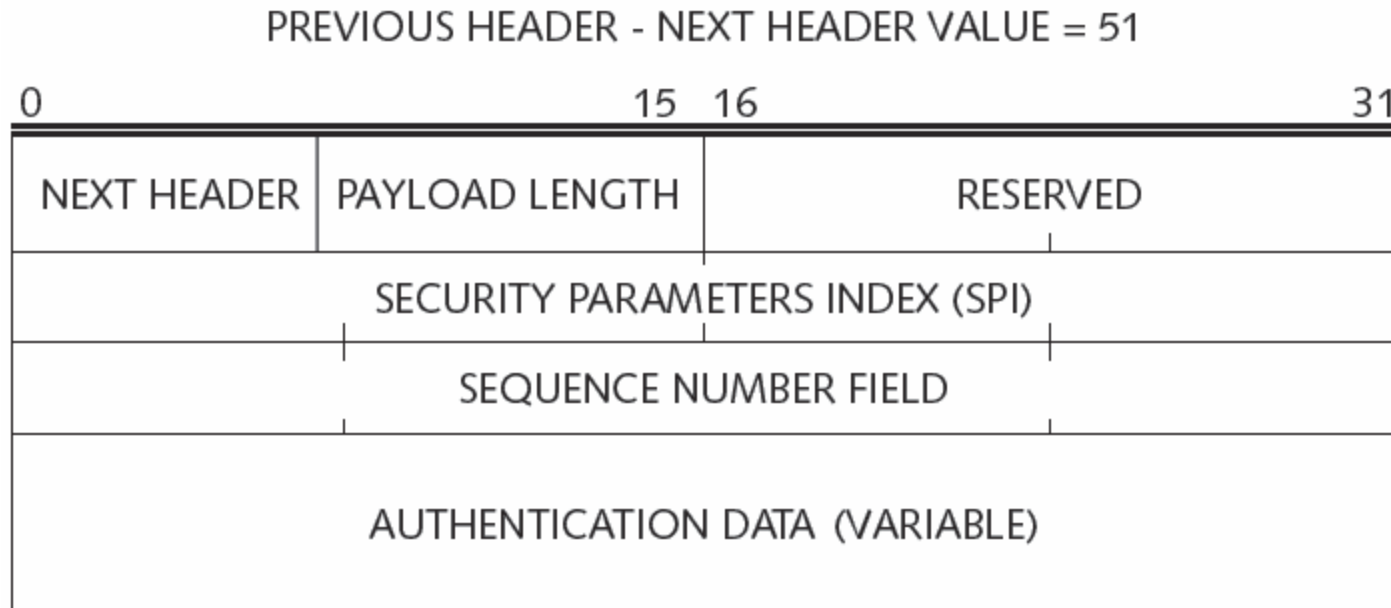 PREVIOUS HEADER - NEXT HEADER VALUE = 51
0 15 16 31
NEXT HEADER PAYLOAD LENGTH RESERVED
SECURITY PARAMETERS INDEX (SPI)
SEQUENCE NUMBER FIELD
AUTHENTICATION DATA (VARIABLE)